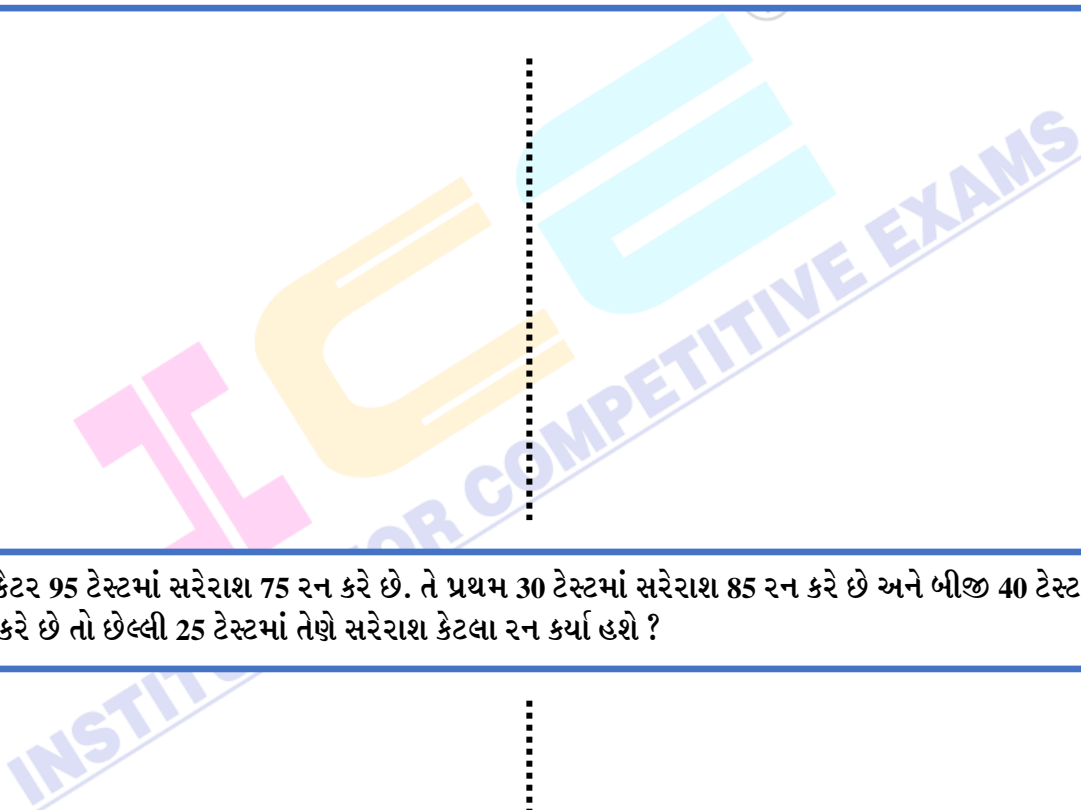 INSTITUTE FOR COMPETITIVE EXAMS
95 ટેસ્ટમાં સરેરાશ 75 રન કરે છે. તે પ્રથમ 30 ટેસ્ટમાં સરેરાશ 85 રન કરે છે અને બીજી 40 ટેસ્ટ
કરે છે તો છેલ્લી 25 ટેસ્ટમાં તેણે સરેરાશ કેટલા રન કર્યા હશે ?